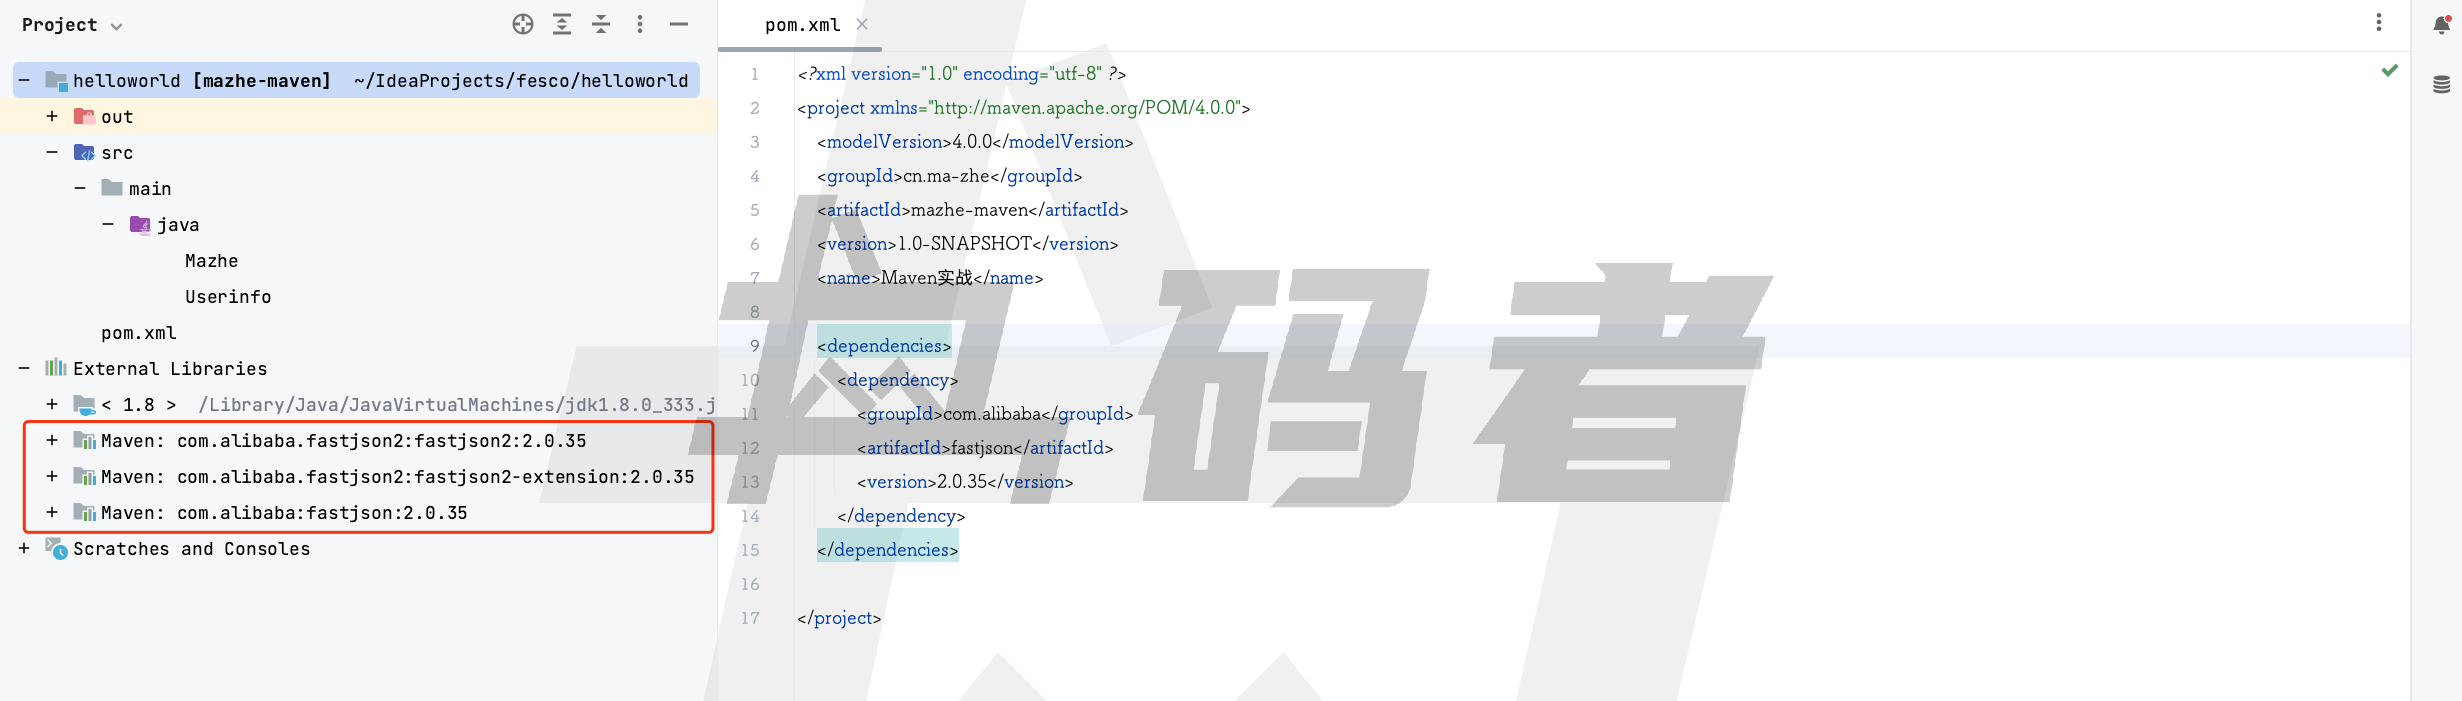 Project
helloworld [mazhe-maven] ~/IdeaProjects/fesco/helloworld
out
src
main
java
Mazhe
Userinfo
pom.xml
External Libraries
< 1.8 > /Library/Java/JavaVirtualMachines/jdk1.8.0_333.j
Maven: com.alibaba.fastjson2:fastjson2:2.0.35
Maven: com.alibaba.fastjson2:fastjson2-extension:2.0.35
Maven: com.alibaba:fastjson:2.0.35
Scratches and Consoles
pom.xml
1 <?xml version="1.0" encoding="utf-8" ?>
2 <project xmlns="http://maven.apache.org/POM/4.0.0">
3 <modelVersion>4.0.0</modelVersion>
4 <groupId>cn.ma-zhe</groupId>
5 <artifactId>mazhe-maven</artifactId>
6 <version>1.0-SNAPSHOT</version>
7 <name>Maven实战</name>
8
9 <dependencies>
10 <dependency>
11 <groupId>com.alibaba</groupId>
12 <artifactId>fastjson</artifactId>
13 <version>2.0.35</version>
14 </dependency>
15 </dependencies>
16
17 </project>
码者